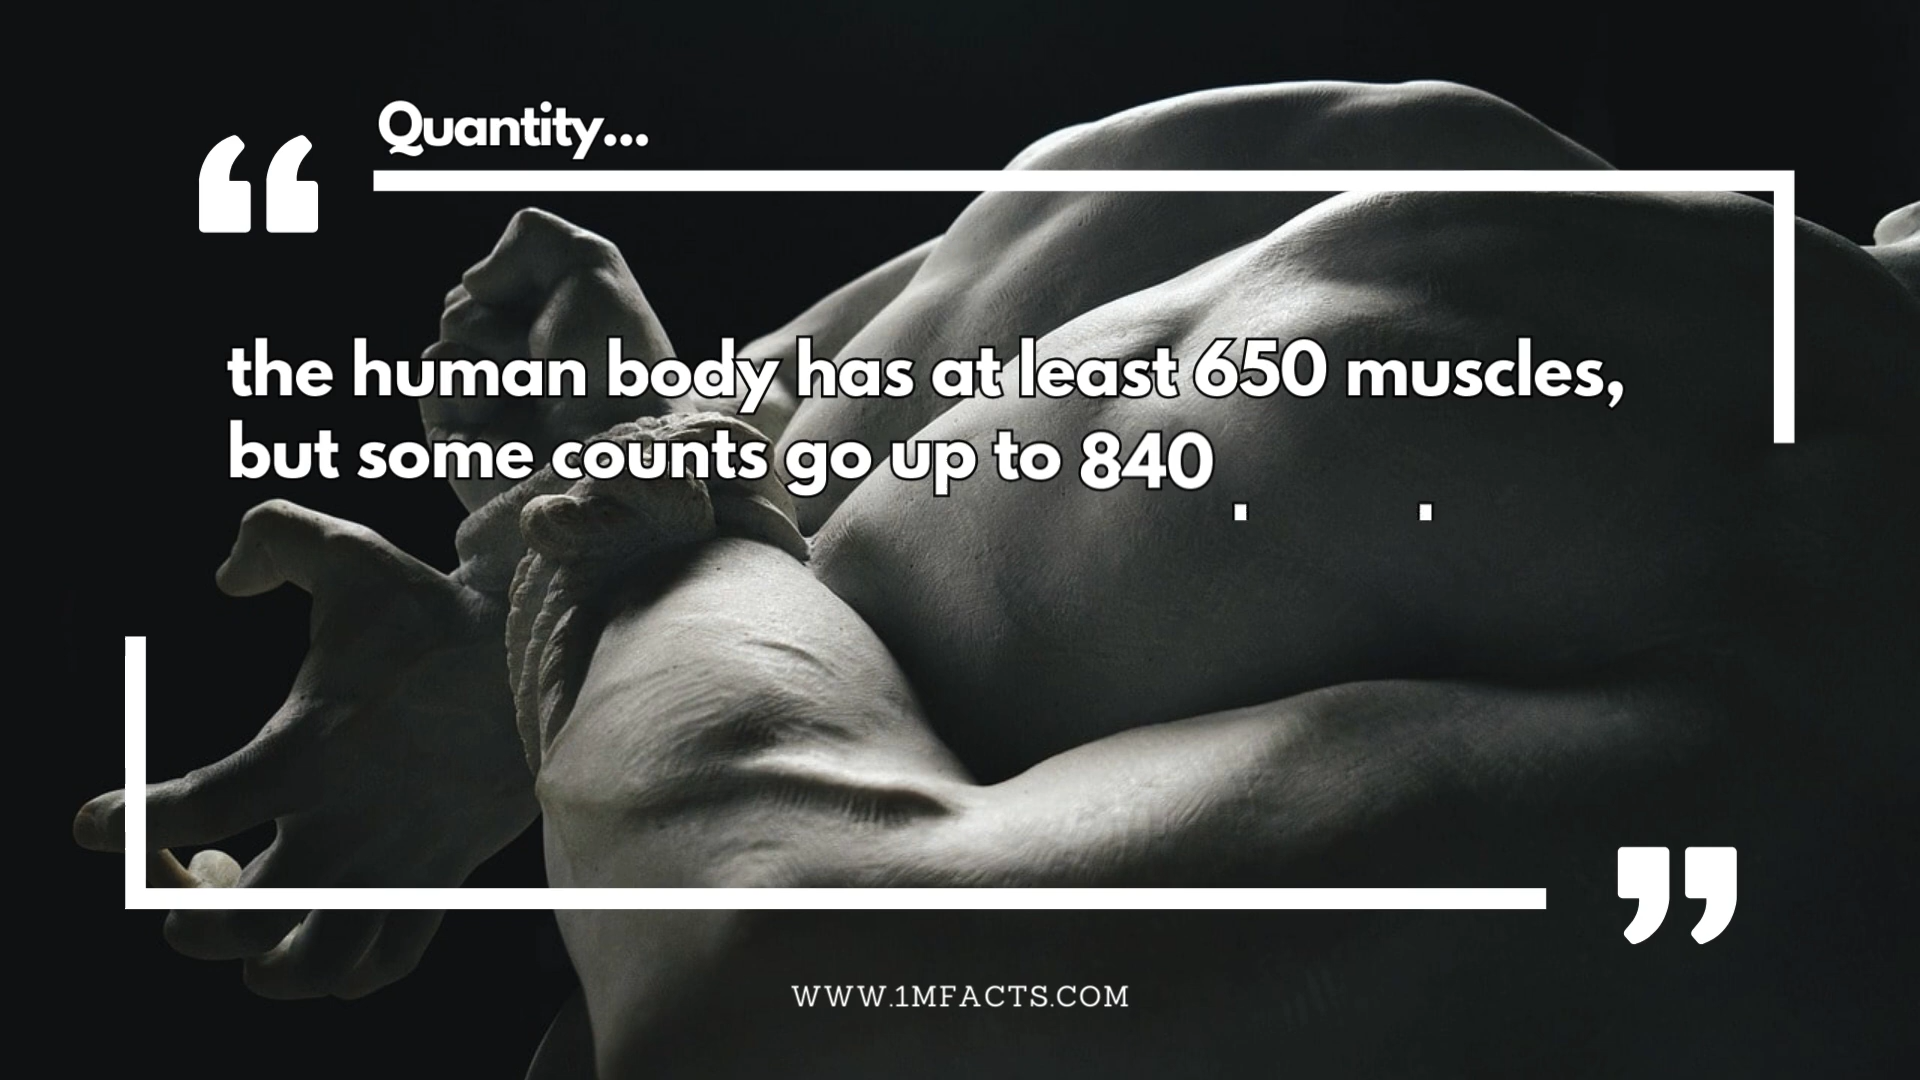 Quantity...
the human body has at least 650 muscles,
but some counts go up to 840
WWW.1MFACTS.COM